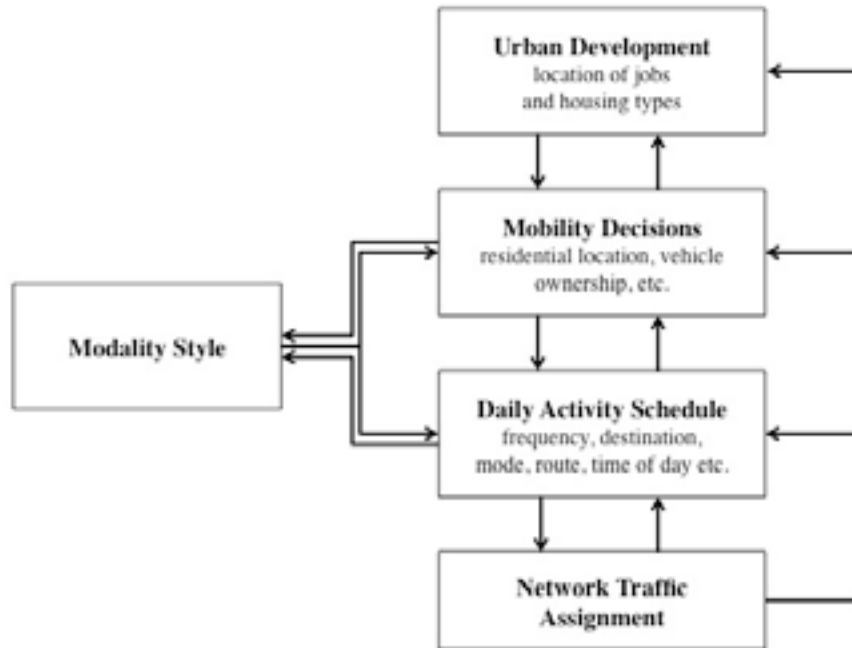 Urban Development
location of jobs
and housing types
Mobility Decisions
residential location, vehicle
ownership, etc.
Modality Style
Daily Activity Schedule
frequency, destination,
mode, route, time of day etc.
Network Traffic
Assignment